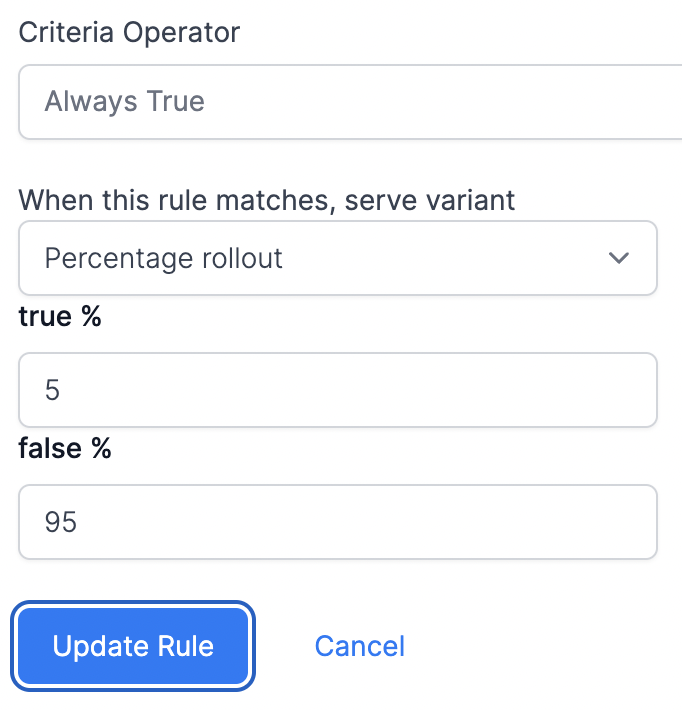 Criteria Operator
Always True
When this rule matches, serve variant
Percentage rollout
true %
5
false %
95
Update Rule
Cancel